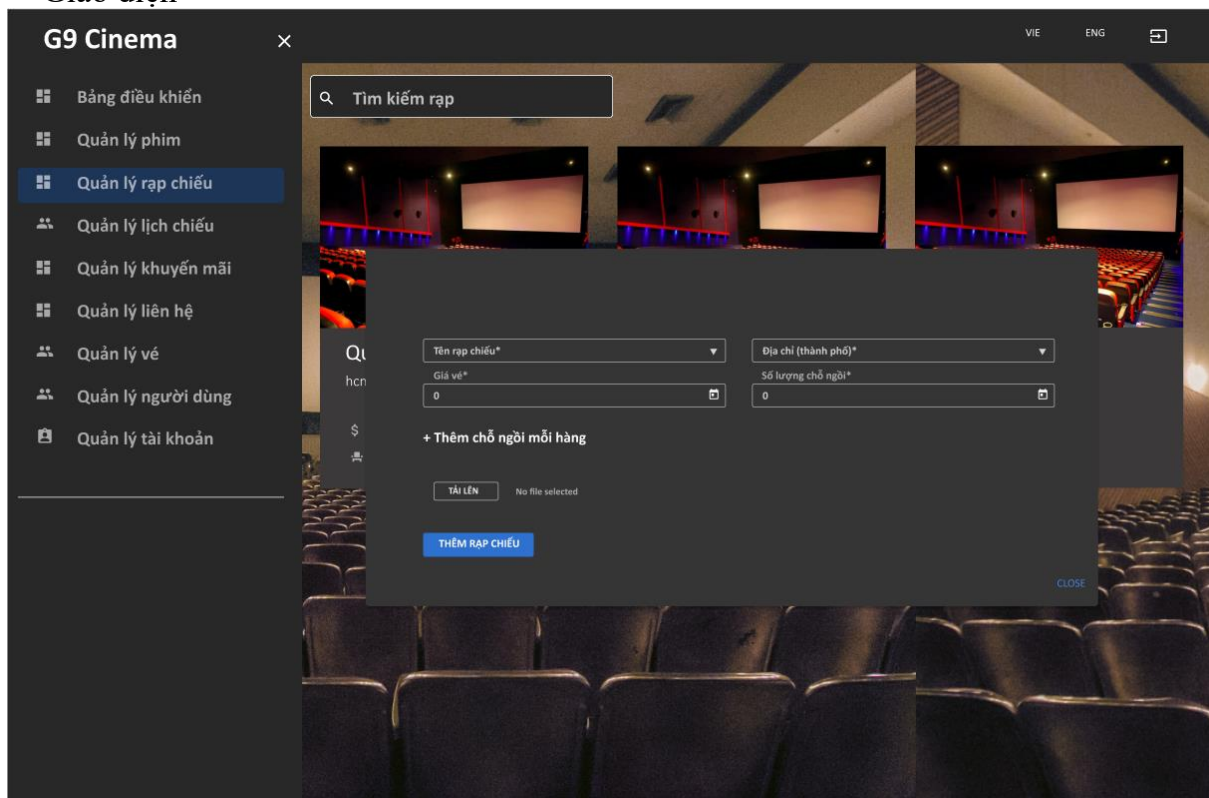 Giao diện
G9 Cinema
VIE ENG
Bảng điều khiển
Quản lý phim
Quản lý rạp chiếu
Quản lý lịch chiếu
Quản lý khuyến mãi
Quản lý liên hệ
Quản lý vé
Quản lý người dùng
Quản lý tài khoản
Tìm kiếm rạp
hcm
$
Tên rạp chiếu*
Địa chỉ (thành phố)*
Giá vé*
Số lượng chỗ ngồi*
0
0
+ Thêm chỗ ngồi mỗi hàng
TẢI LÊN No file selected
THÊM RẠP CHIẾU
CLOSE